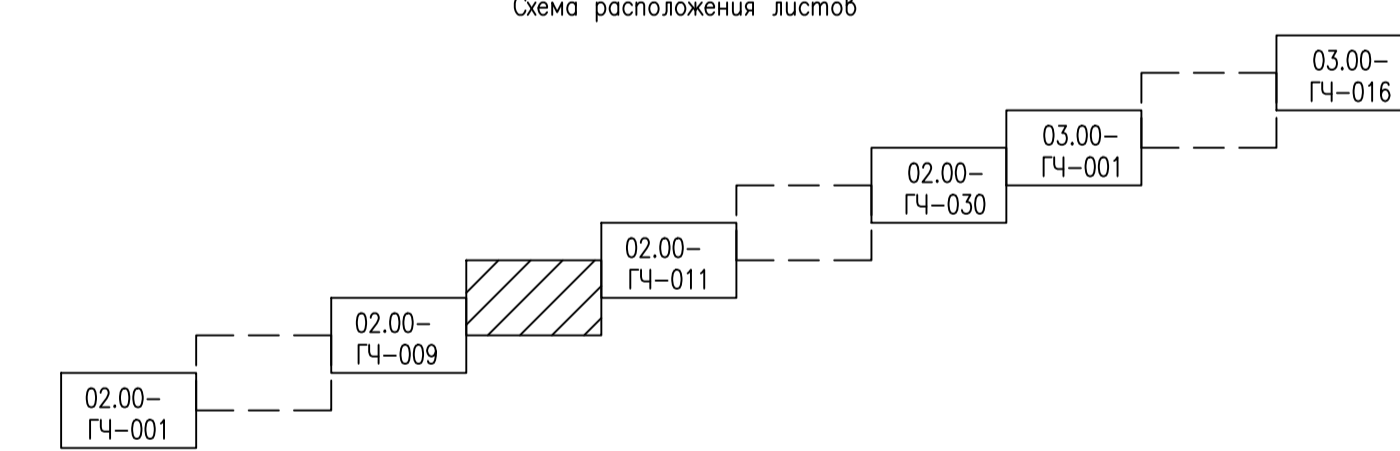 Схема расположения листов
03.00-
ГЧ-016
03.00-
ГЧ-001
02.00-
ГЧ-030
02.00-
ГЧ-011
02.00-
ГЧ-009
02.00-
ГЧ-001